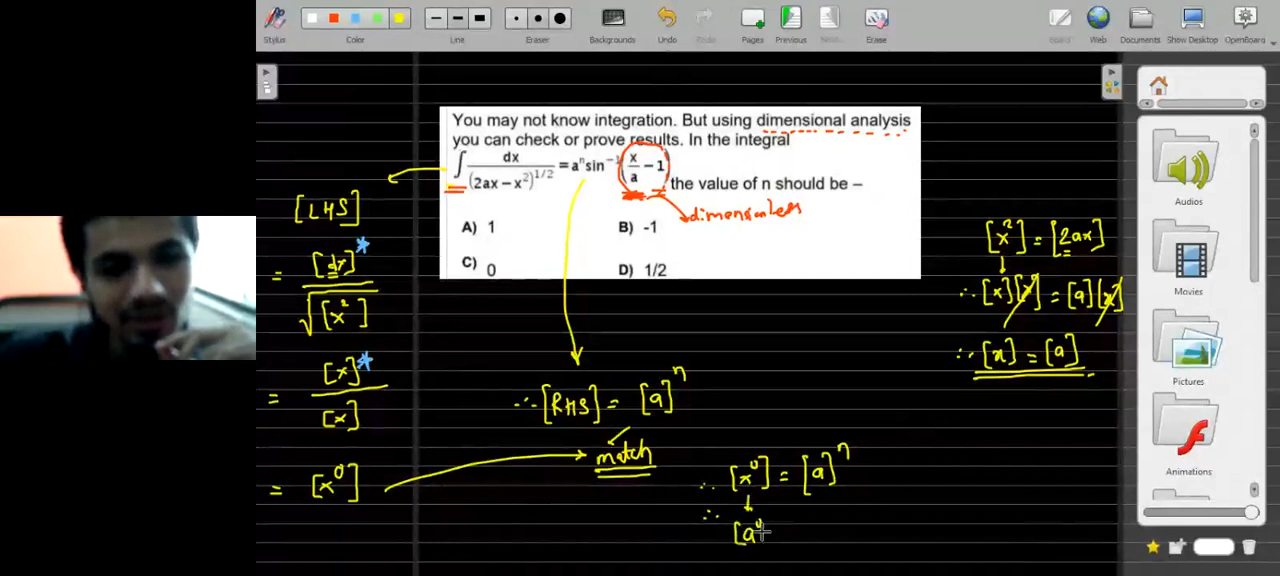 Stylus
Color
Line
Eraser
Backgrounds
Undo
Redo
Pages
Previous
Next
Erase
Board
Web
Documents
Show Desktop
OpenBoard
You may not know integration. But using dimensional analysis
you can check or prove results. In the integral
∫ dx / (2ax – x²)^1/2 = aⁿ sin⁻¹ (x/a – 1) the value of n should be –
dimensionless
A) 1
B) -1
C) 0
D) 1/2
[LHS]
= [dx]* / √[x²]
= [x]* / [x]
= [x⁰]
∴ [RHS] = [a]ⁿ
match
∴ [x⁰] = [a]ⁿ
∴ [a⁰
[x²] = [2ax]
∴ [x][x] = [a][x]
∴ [x] = [a]
Audios
Movies
Pictures
Animations